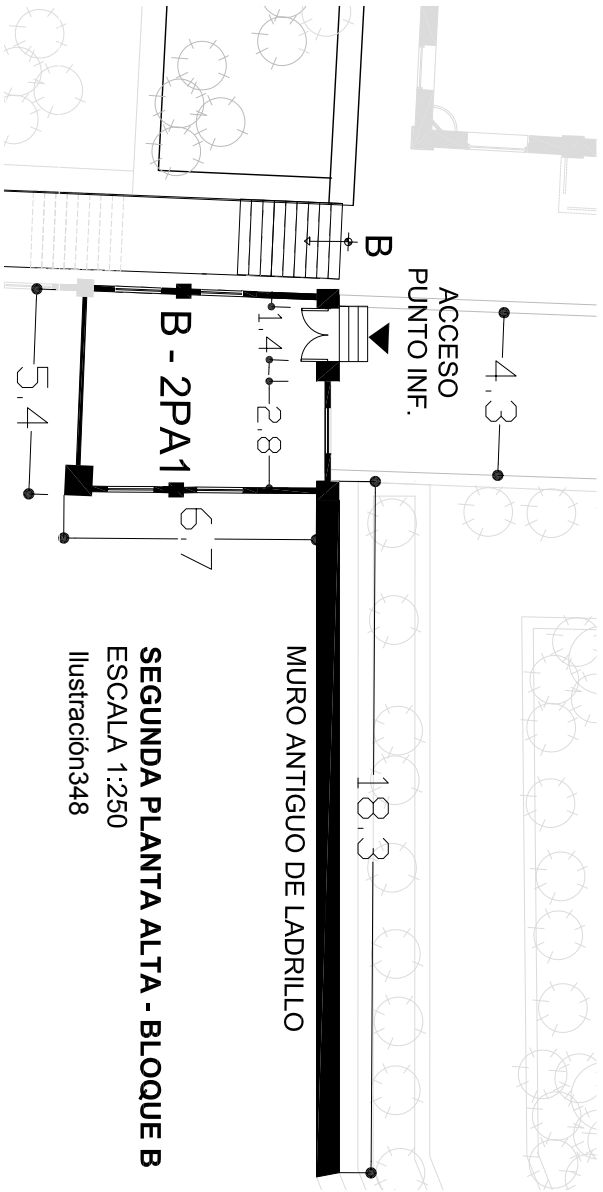 B
ACCESO
PUNTO INF.
4.3
1.4
B - 2PA1
2.8
5.4
6.7
18.3
MURO ANTIGUO DE LADRILLO
SEGUNDA PLANTA ALTA - BLOQUE B
ESCALA 1:250
Ilustración348